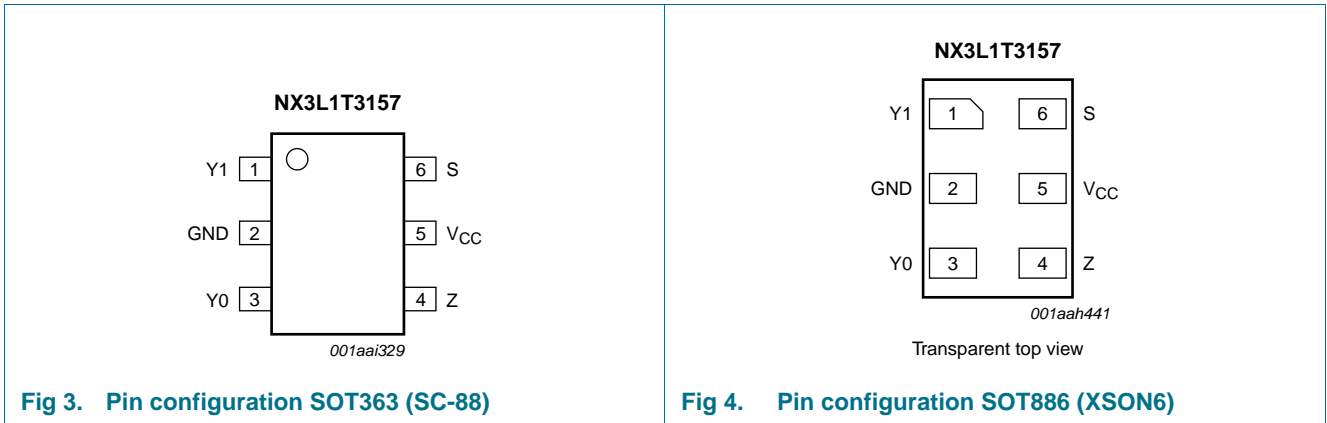 NX3L1T3157
Y1 1 6 S
GND 2 5 VCC
Y0 3 4 Z
001aai329
Fig 3. Pin configuration SOT363 (SC-88)
NX3L1T3157
Y1 1 6 S
GND 2 5 VCC
Y0 3 4 Z
001aah441
Transparent top view
Fig 4. Pin configuration SOT886 (XSON6)